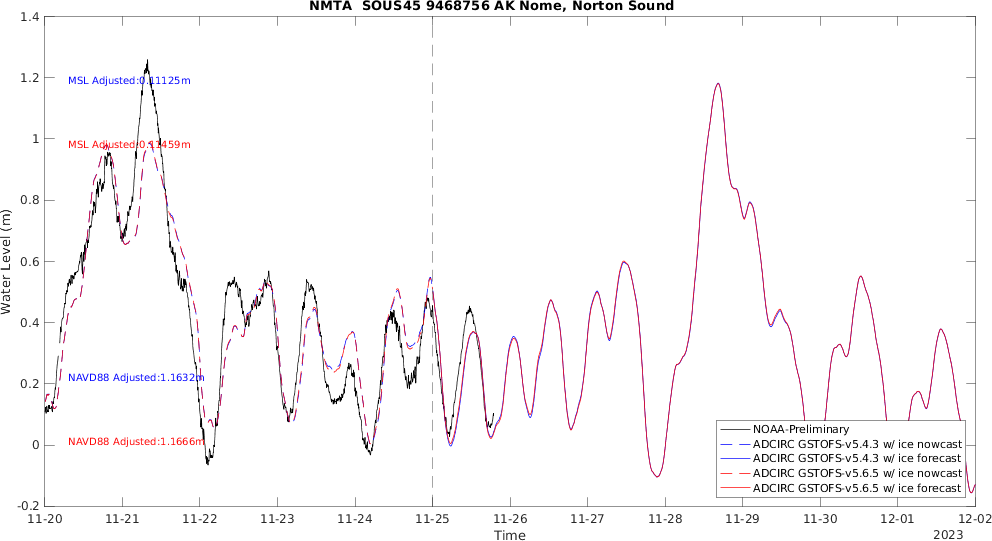 NMTA SOUS45 9468756 AK Nome, Norton Sound
1.4
1.2
1
0.8
0.6
0.4
0.2
0
-0.2
Water Level (m)
MSL Adjusted:0.11125m
MSL Adjusted:0.11459m
NAVD88 Adjusted:1.1632m
NAVD88 Adjusted:1.1666m
NOAA-Preliminary
ADCIRC GSTOFS-v5.4.3 w/ ice nowcast
ADCIRC GSTOFS-v5.4.3 w/ ice forecast
ADCIRC GSTOFS-v5.6.5 w/ ice nowcast
ADCIRC GSTOFS-v5.6.5 w/ ice forecast
11-20 11-21 11-22 11-23 11-24 11-25 11-26 11-27 11-28 11-29 11-30 12-01 12-02
Time
2023